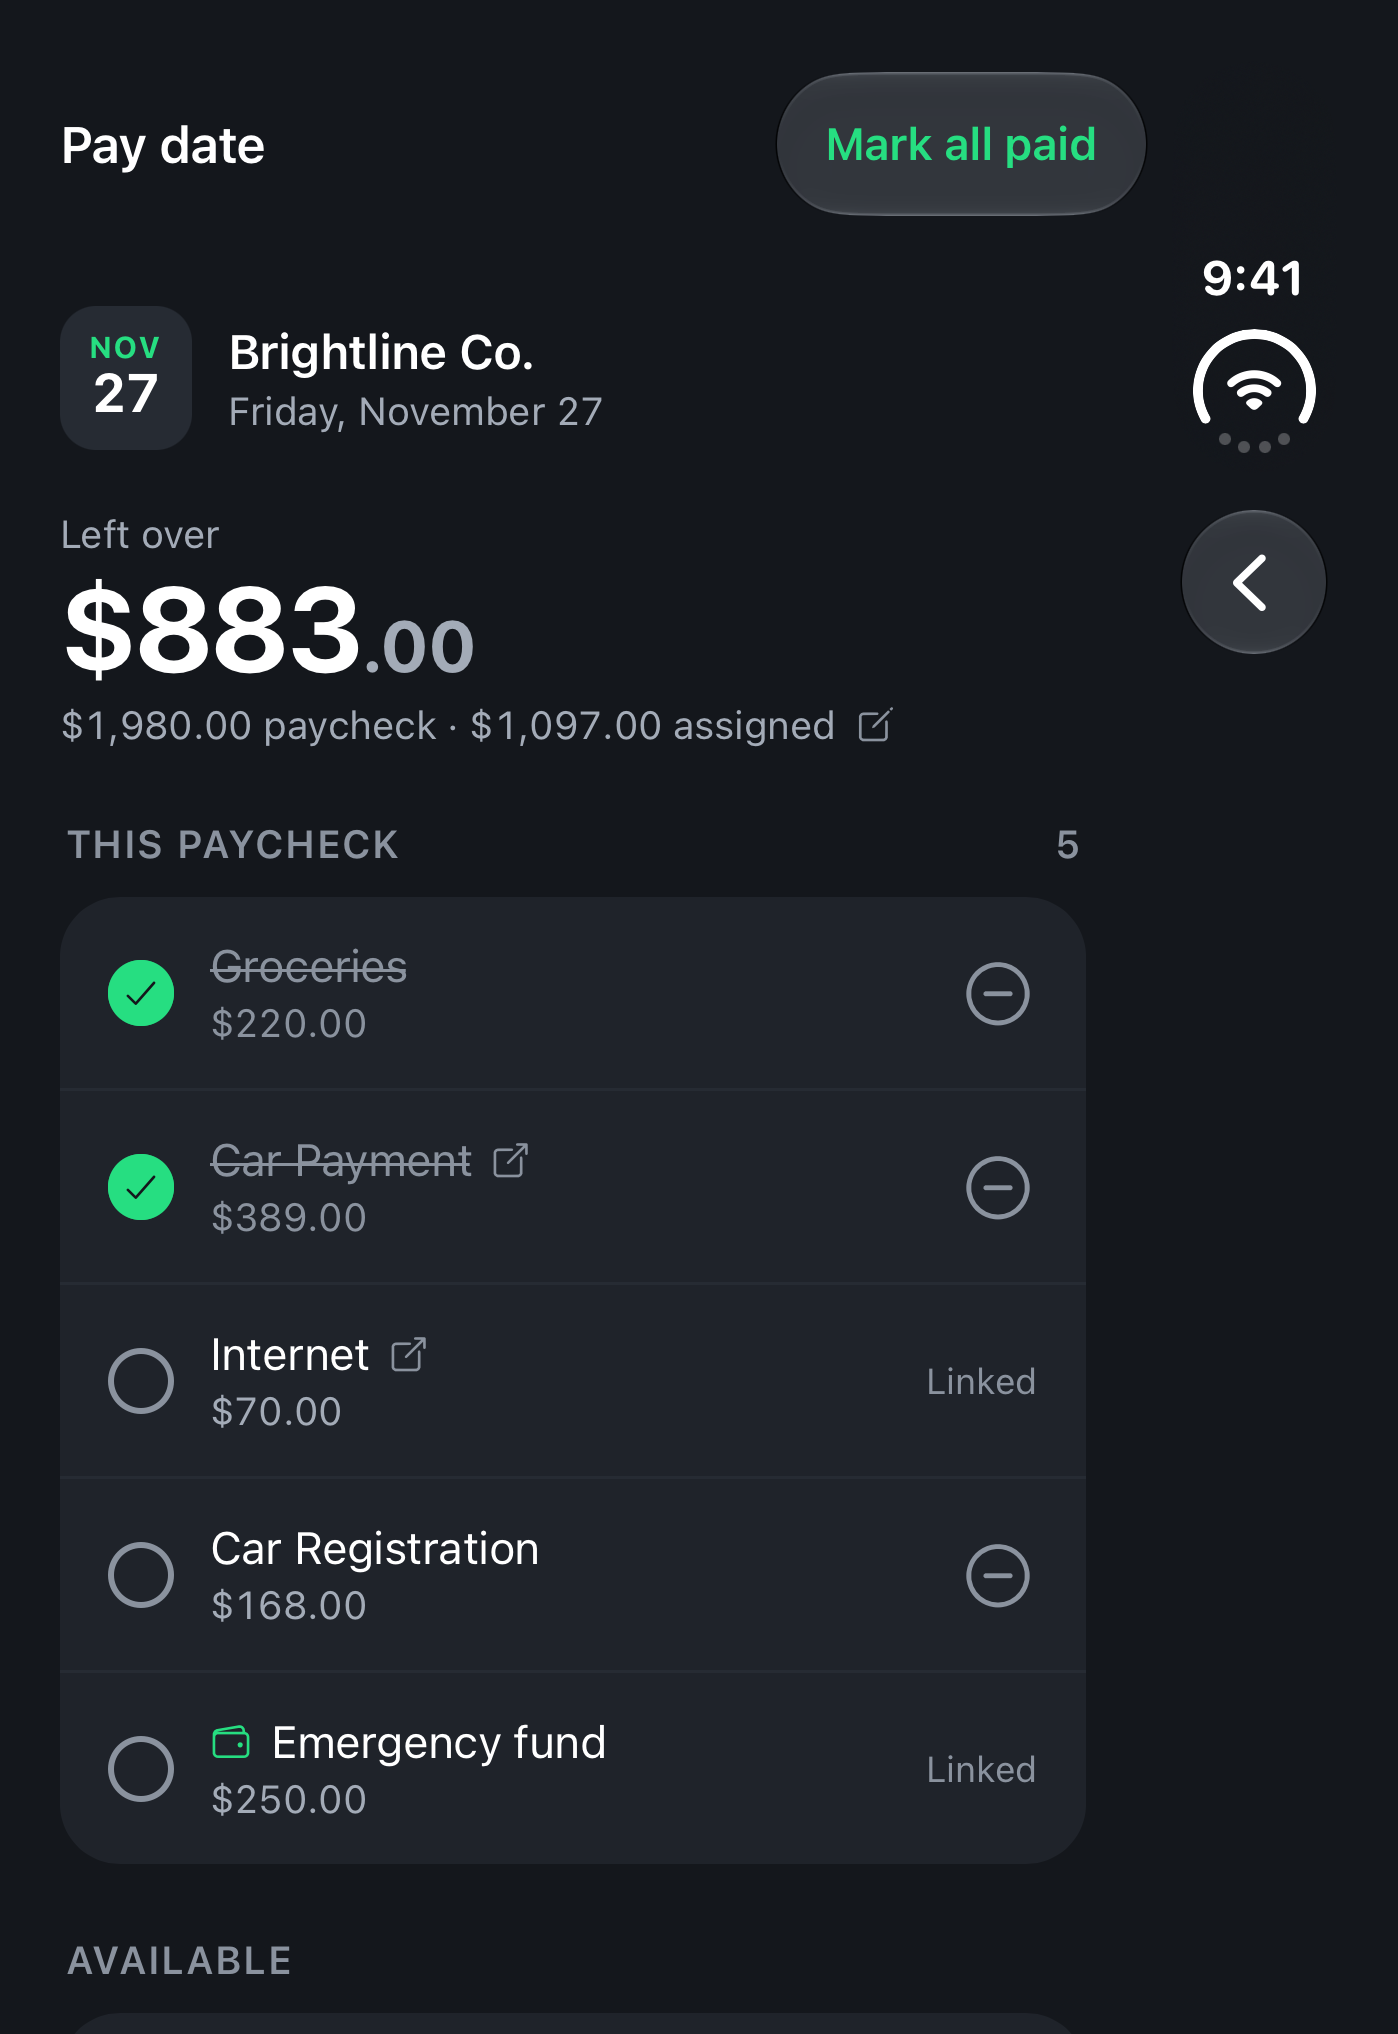 Pay date
Mark all paid
9:41
NOV
27
Brightline Co.
Friday, November 27
Left over
$883.00
$1,980.00 paycheck · $1,097.00 assigned
THIS PAYCHECK
5
Groceries
$220.00
Car Payment
$389.00
Internet
$70.00
Linked
Car Registration
$168.00
Emergency fund
$250.00
Linked
AVAILABLE